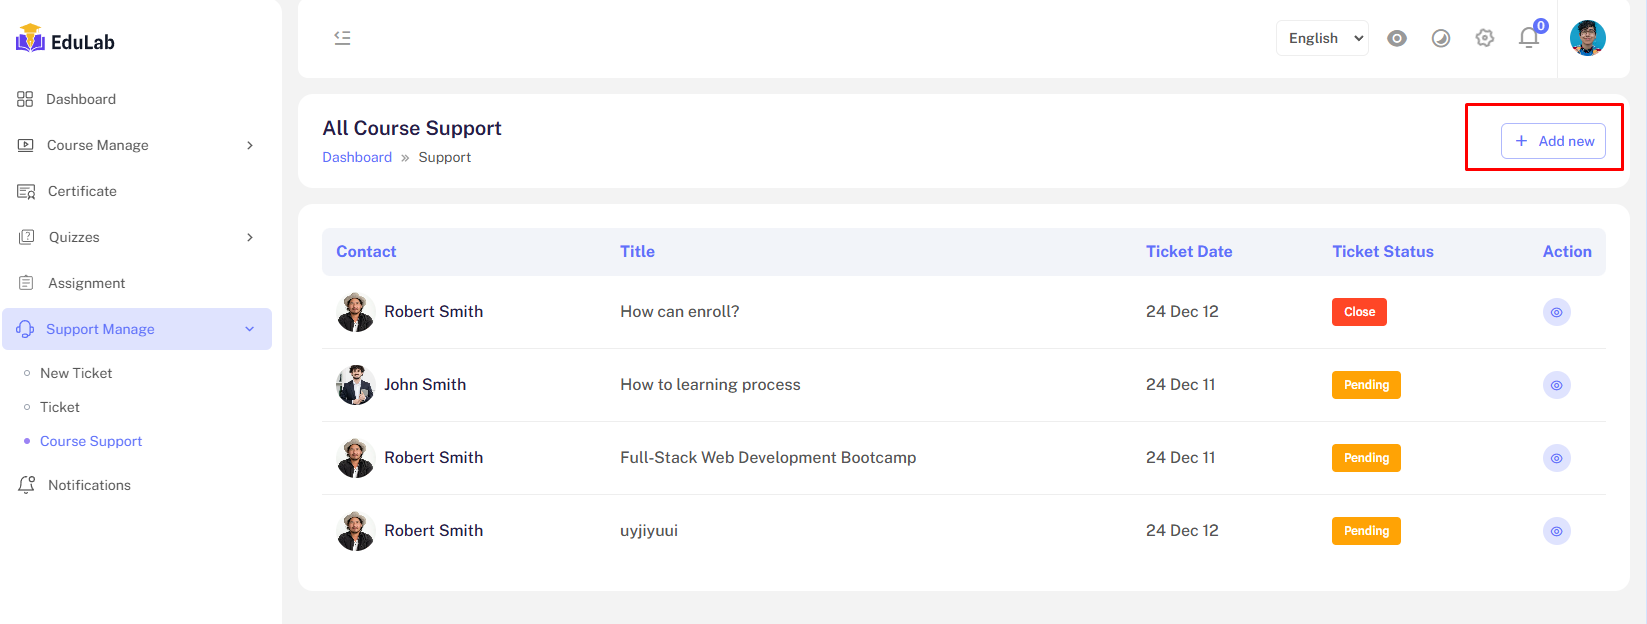 EduLab
Dashboard
Course Manage
Certificate
Quizzes
Assignment
Support Manage
New Ticket
Ticket
Course Support
Notifications
English
0
All Course Support
Dashboard » Support
+ Add new
Contact Title Ticket Date Ticket Status Action
Robert Smith How can enroll? 24 Dec 12 Close
John Smith How to learning process 24 Dec 11 Pending
Robert Smith Full-Stack Web Development Bootcamp 24 Dec 11 Pending
Robert Smith uyjiyuui 24 Dec 12 Pending